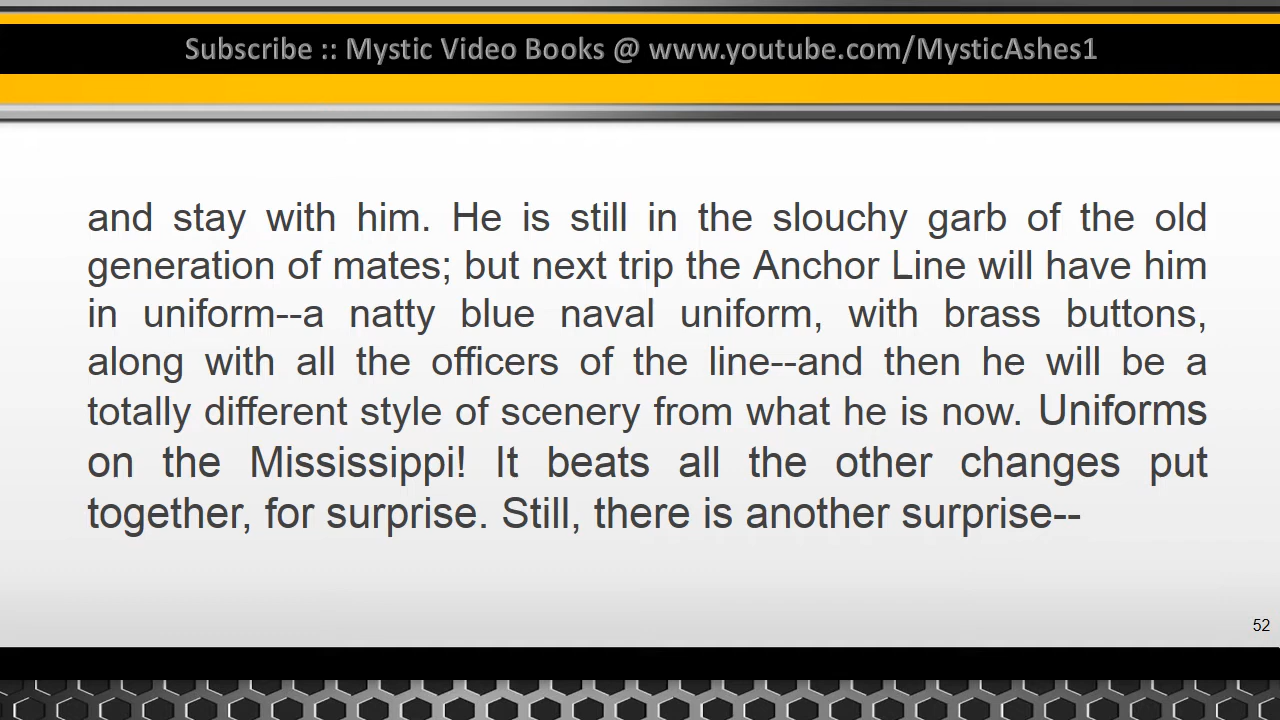 Subscribe :: Mystic Video Books @ www.youtube.com/MysticAshes1
and stay with him. He is still in the slouchy garb of the old
generation of mates; but next trip the Anchor Line will have him
in uniform--a natty blue naval uniform, with brass buttons,
along with all the officers of the line--and then he will be a
totally different style of scenery from what he is now. Uniforms
on the Mississippi! It beats all the other changes put
together, for surprise. Still, there is another surprise--
52